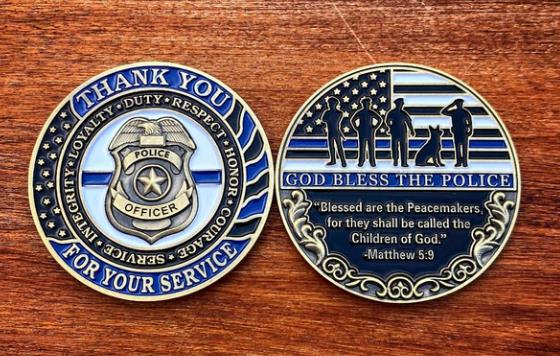 THANK YOU
INTEGRITY • LOYALTY • DUTY • RESPECT • HONOR • COURAGE • SERVICE •
POLICE
OFFICER
FOR YOUR SERVICE
GOD BLESS THE POLICE
“Blessed are the Peacemakers,
for they shall be called the
Children of God.”
-Matthew 5:9